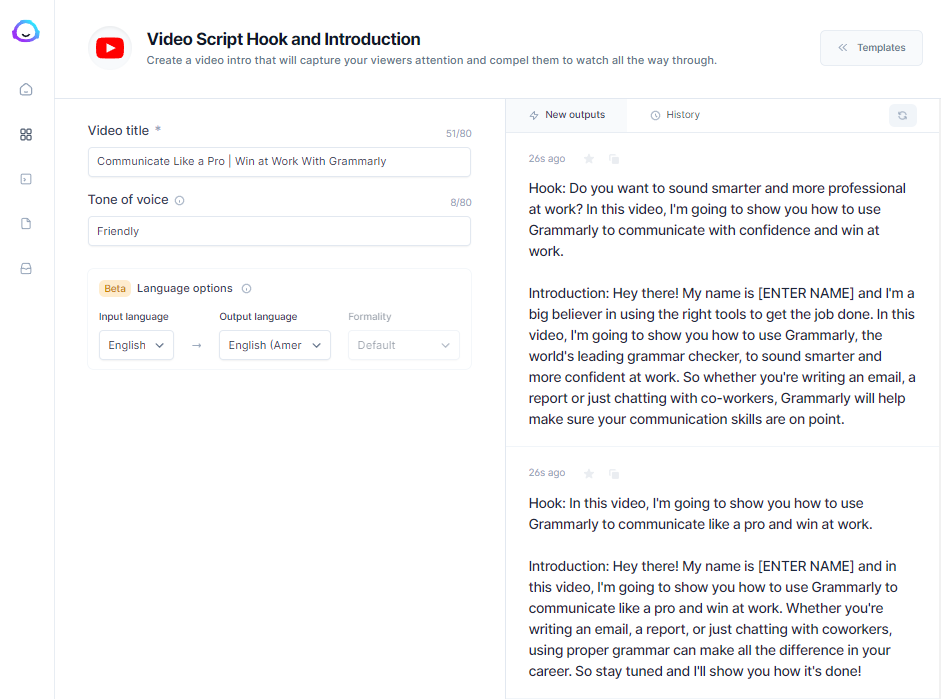 Video Script Hook and Introduction
Create a video intro that will capture your viewers attention and compel them to watch all the way through.
Templates
Video title *
51/80
Communicate Like a Pro | Win at Work With Grammarly
Tone of voice
8/80
Friendly
Beta Language options
Input language
Output language
Formality
English
→
English (Amer
Default
New outputs
History
26s ago
Hook: Do you want to sound smarter and more professional
at work? In this video, I'm going to show you how to use
Grammarly to communicate with confidence and win at
work.
Introduction: Hey there! My name is [ENTER NAME] and I'm a
big believer in using the right tools to get the job done. In this
video, I'm going to show you how to use Grammarly, the
world's leading grammar checker, to sound smarter and
more confident at work. So whether you're writing an email, a
report or just chatting with co-workers, Grammarly will help
make sure your communication skills are on point.
26s ago
Hook: In this video, I'm going to show you how to use
Grammarly to communicate like a pro and win at work.
Introduction: Hey there! My name is [ENTER NAME] and in
this video, I'm going to show you how to use Grammarly to
communicate like a pro and win at work. Whether you're
writing an email, a report, or just chatting with coworkers,
using proper grammar can make all the difference in your
career. So stay tuned and I'll show you how it's done!